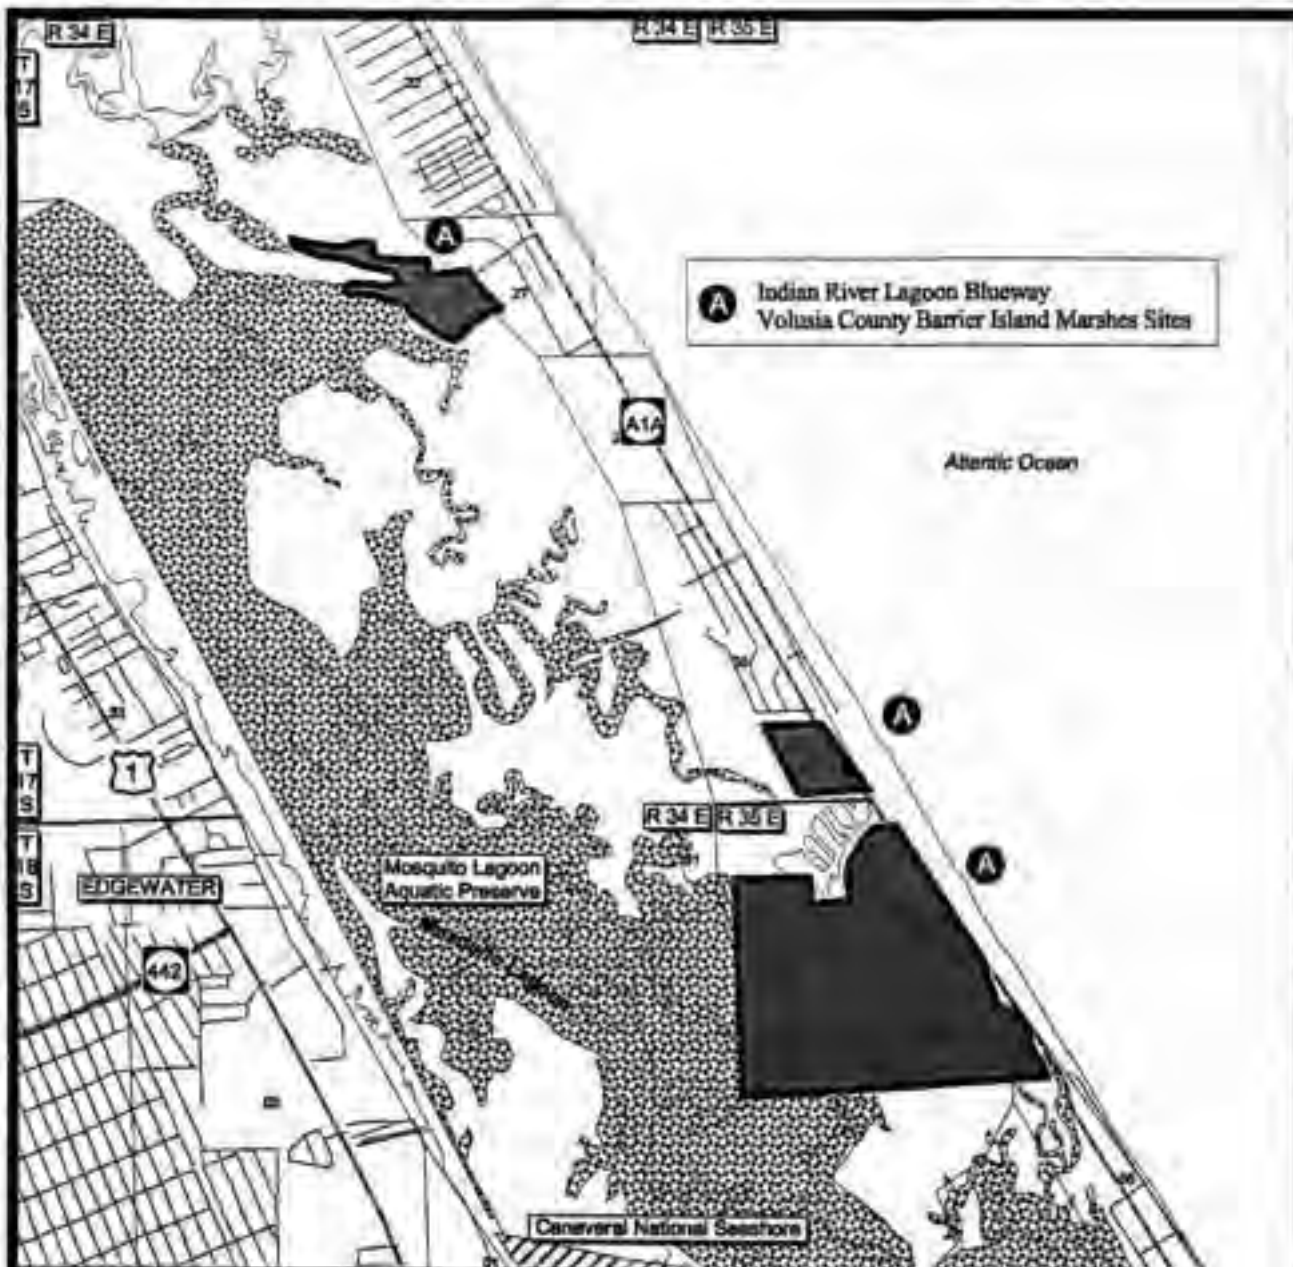 R 34 E
R 34 E R 35 E
T
17
S
A
27
A Indian River Lagoon Blueway
Volusia County Barrier Island Marshes Sites
A1A
Atlantic Ocean
A
1
T
17
S
R 34 E R 35 E
T
18
S
EDGEWATER
Mosquito Lagoon
Aquatic Preserve
A
442
Canaveral National Seashore